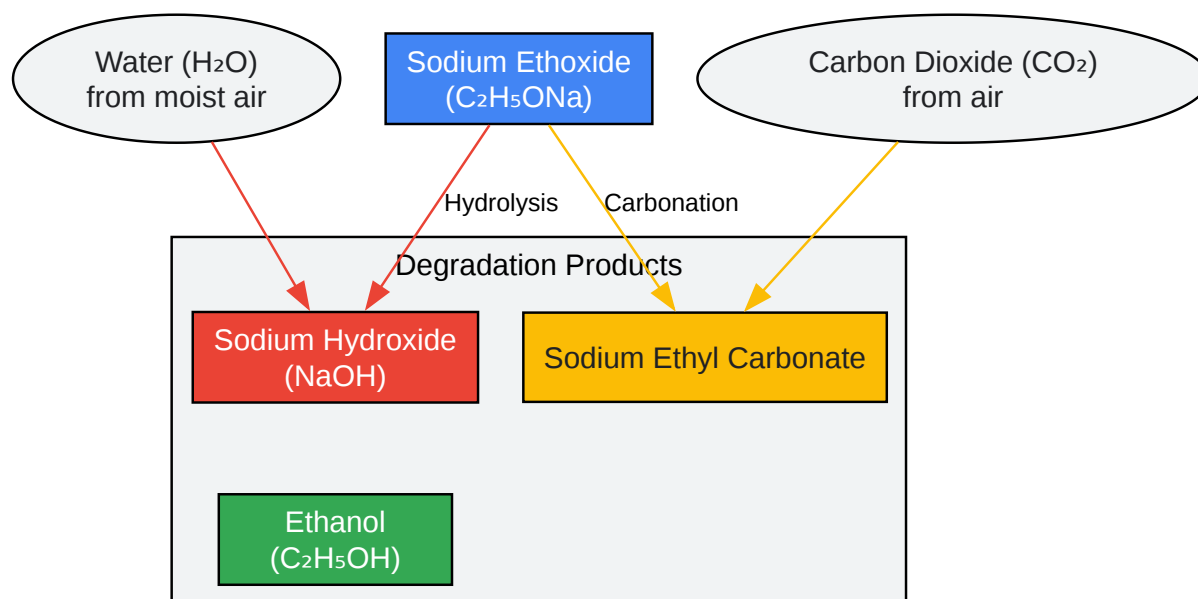 Water (H₂O)
from moist air
Sodium Ethoxide
(C₂H₅ONa)
Carbon Dioxide (CO₂)
from air
Hydrolysis
Carbonation
Degradation Products
Sodium Hydroxide
(NaOH)
Sodium Ethyl Carbonate
Ethanol
(C₂H₅OH)